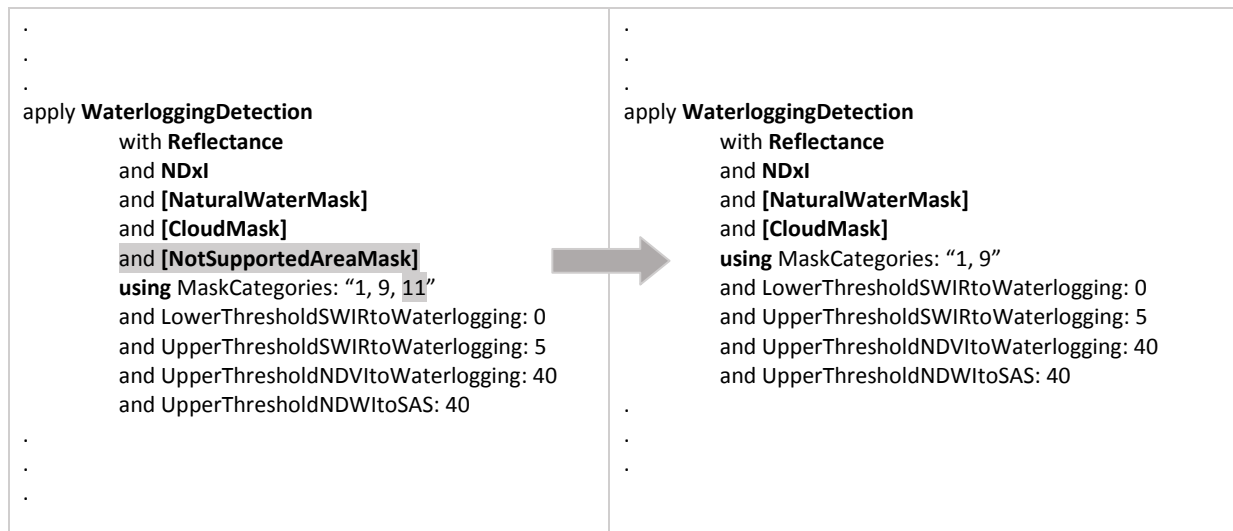 .
.
.
apply WaterloggingDetection
with Reflectance
and NDxI
and [NaturalWaterMask]
and [CloudMask]
and [NotSupportedAreaMask]
using MaskCategories: “1, 9, 11”
and LowerThresholdSWIRtoWaterlogging: 0
and UpperThresholdSWIRtoWaterlogging: 5
and UpperThresholdNDVItoWaterlogging: 40
and UpperThresholdNDWItoSAS: 40
.
.
.
.
.
.
apply WaterloggingDetection
with Reflectance
and NDxI
and [NaturalWaterMask]
and [CloudMask]
using MaskCategories: “1, 9”
and LowerThresholdSWIRtoWaterlogging: 0
and UpperThresholdSWIRtoWaterlogging: 5
and UpperThresholdNDVItoWaterlogging: 40
and UpperThresholdNDWItoSAS: 40
.
.
.